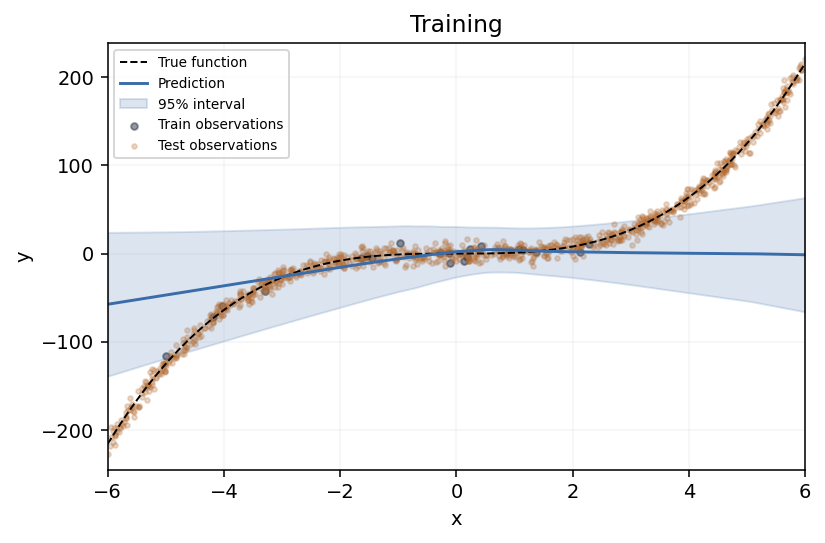 Training
True function
Prediction
95% interval
Train observations
Test observations
200
100
0
−100
−200
y
−6
−4
−2
0
2
4
6
x